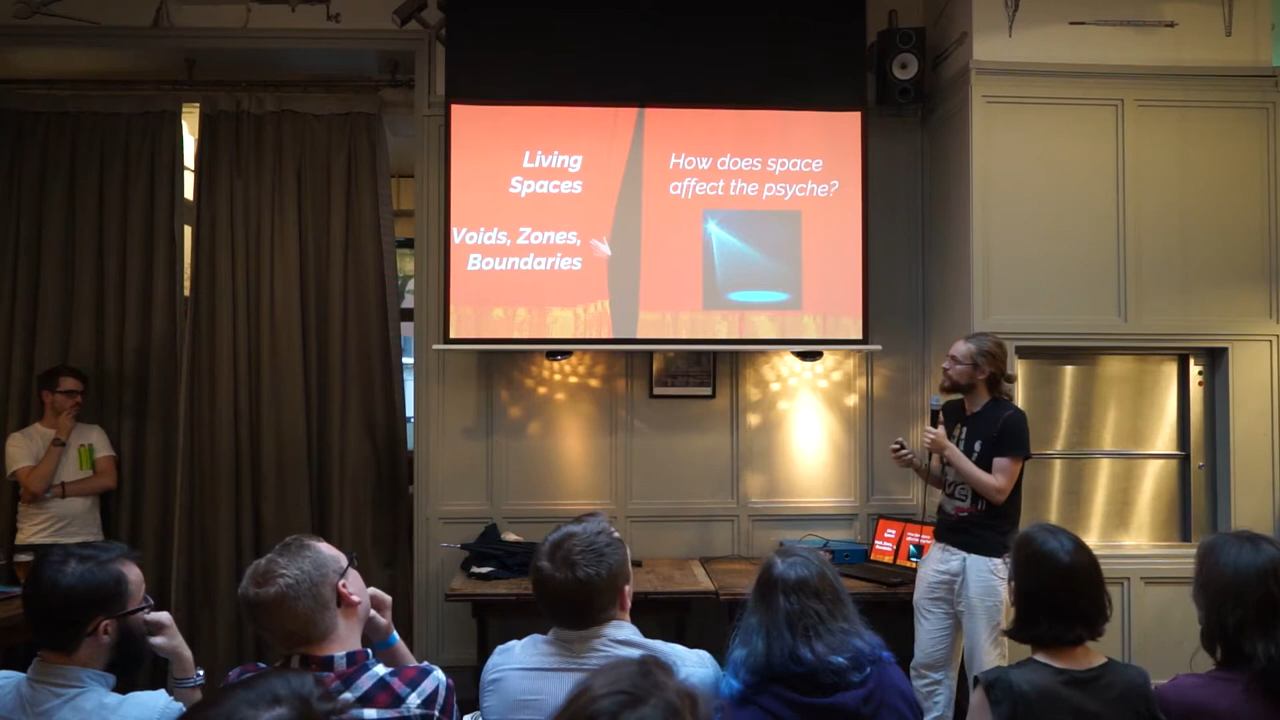 Living
Spaces
Voids, Zones,
Boundaries
How does space
affect the psyche?